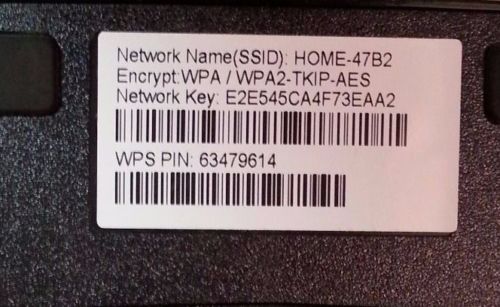 Network Name(SSID): HOME-47B2
Encrypt:WPA / WPA2-TKIP-AES
Network Key: E2E545CA4F73EAA2
WPS PIN: 63479614